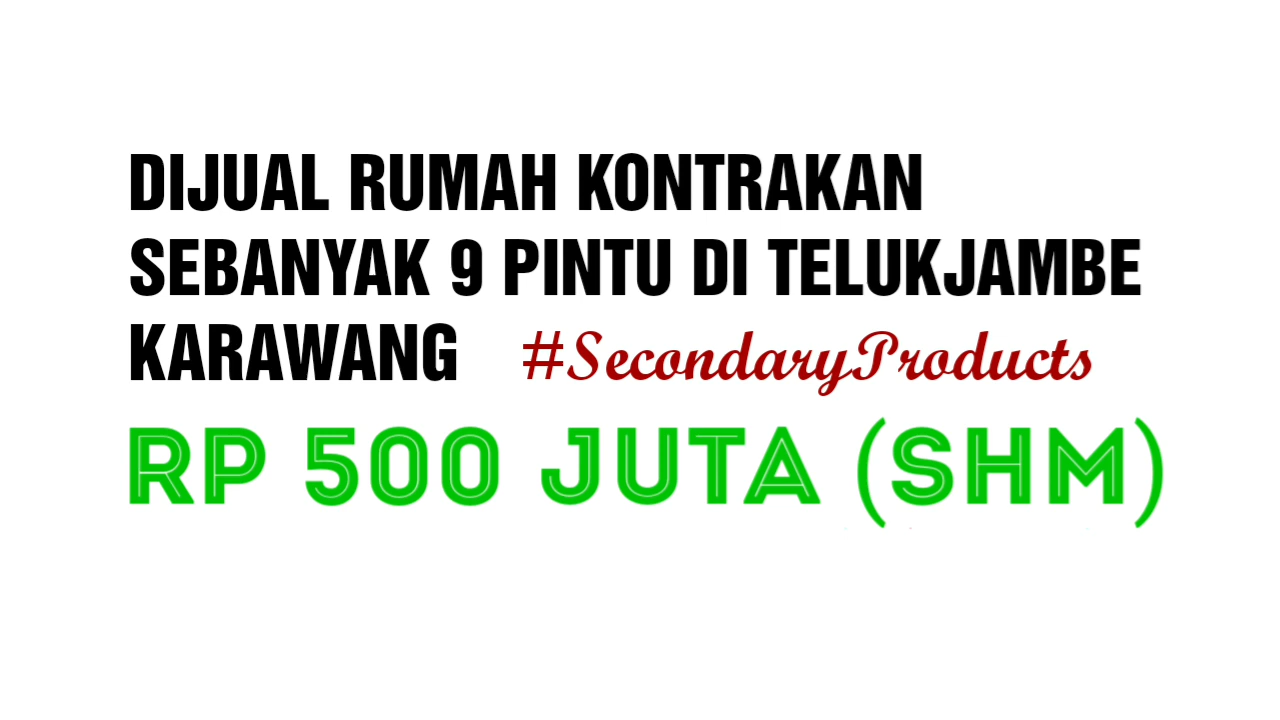 DIJUAL RUMAH KONTRAKAN
SEBANYAK 9 PINTU DI TELUKJAMBE
KARAWANG #SecondaryProducts
RP 500 JUTA (SHM)